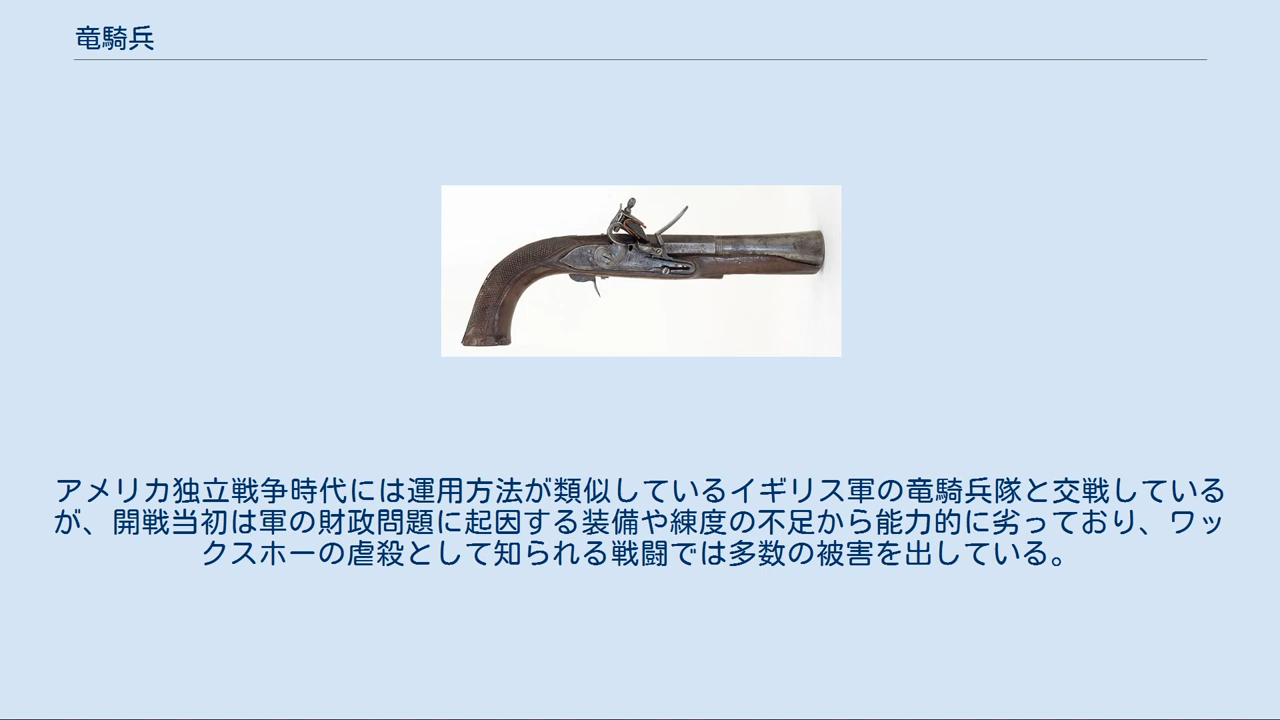 竜騎兵
アメリカ独立戦争時代には運用方法が類似しているイギリス軍の竜騎兵隊と交戦している
が、開戦当初は軍の財政問題に起因する装備や練度の不足から能力的に劣っており、ワッ
クスホーの虐殺として知られる戦闘では多数の被害を出している。